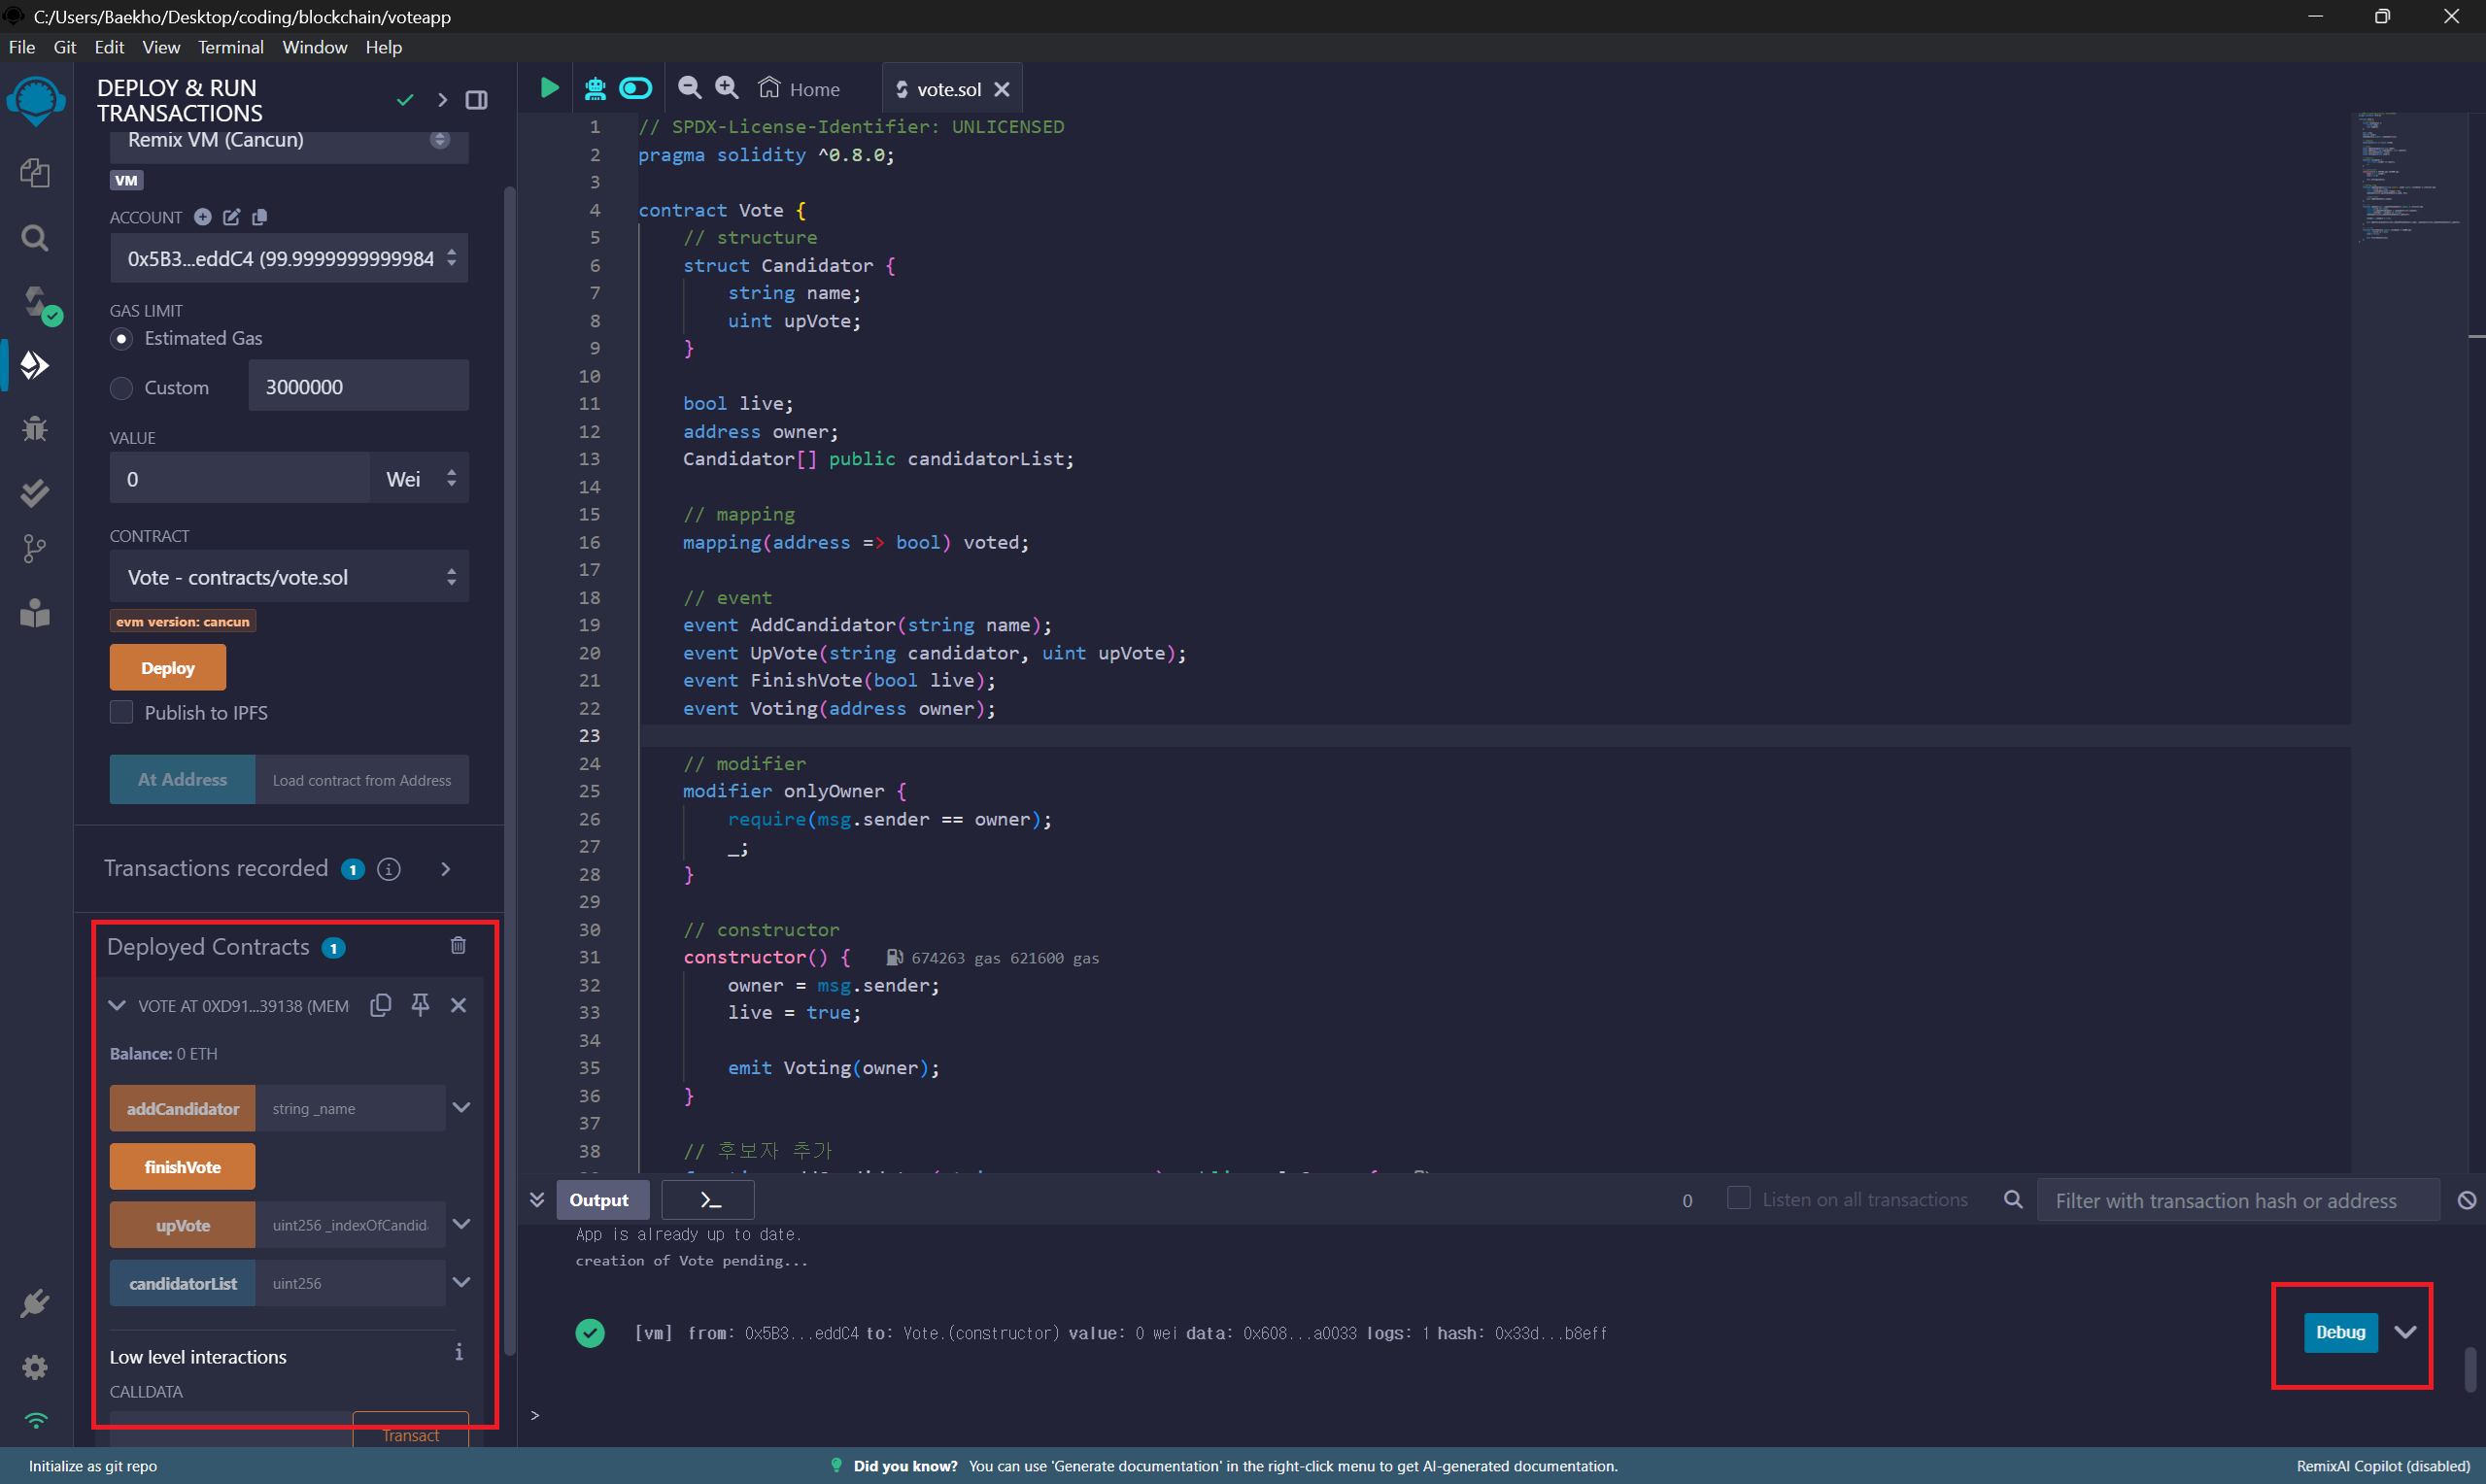 C:/Users/Baekho/Desktop/coding/blockchain/voteapp
File Git Edit View Terminal Window Help
DEPLOY & RUN
TRANSACTIONS
Remix VM (Cancun)
VM
ACCOUNT
0x5B3...eddC4 (99.9999999999984
GAS LIMIT
Estimated Gas
Custom 3000000
VALUE
0 Wei
CONTRACT
Vote - contracts/vote.sol
evm version: cancun
Deploy
Publish to IPFS
At Address Load contract from Address
Transactions recorded 1 i
Deployed Contracts 1
VOTE AT 0XD91...39138 (MEM
Balance: 0 ETH
addCandidator string _name
finishVote
upVote uint256 _indexOfCandid
candidatorList uint256
Low level interactions i
CALLDATA
Transact
Home vote.sol
1 // SPDX-License-Identifier: UNLICENSED
2 pragma solidity ^0.8.0;
3
4 contract Vote {
5 // structure
6 struct Candidator {
7 string name;
8 uint upVote;
9 }
10
11 bool live;
12 address owner;
13 Candidator[] public candidatorList;
14
15 // mapping
16 mapping(address => bool) voted;
17
18 // event
19 event AddCandidator(string name);
20 event UpVote(string candidator, uint upVote);
21 event FinishVote(bool live);
22 event Voting(address owner);
23
24 // modifier
25 modifier onlyOwner {
26 require(msg.sender == owner);
27 _;
28 }
29
30 // constructor
31 constructor() { 674263 gas 621600 gas
32 owner = msg.sender;
33 live = true;
34
35 emit Voting(owner);
36 }
37
38 // 후보자 추가
Output >_ 0 Listen on all transactions Filter with transaction hash or address
App is already up to date.
creation of Vote pending...
[vm] from: 0x5B3...eddC4 to: Vote.(constructor) value: 0 wei data: 0x608...a0033 logs: 1 hash: 0x33d...b8eff
Debug
>
Initialize as git repo
Did you know? You can use 'Generate documentation' in the right-click menu to get AI-generated documentation.
RemixAI Copilot (disabled)